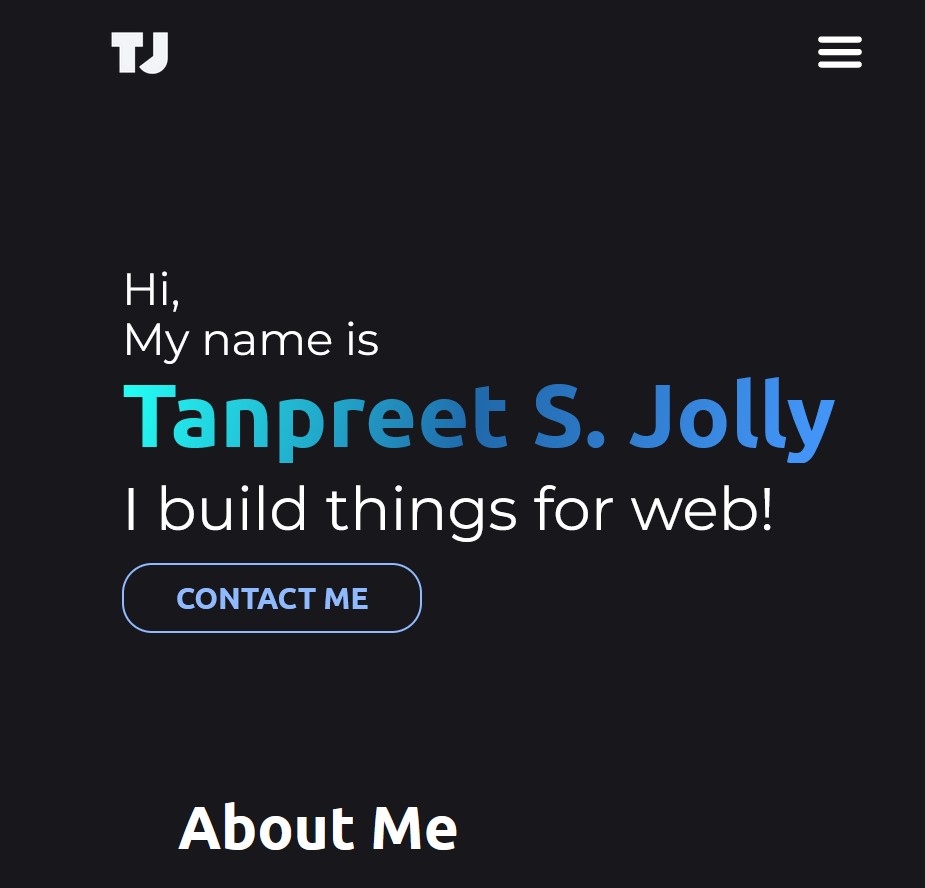 TJ
Hi,
My name is
Tanpreet S. Jolly
I build things for web!
CONTACT ME
About Me